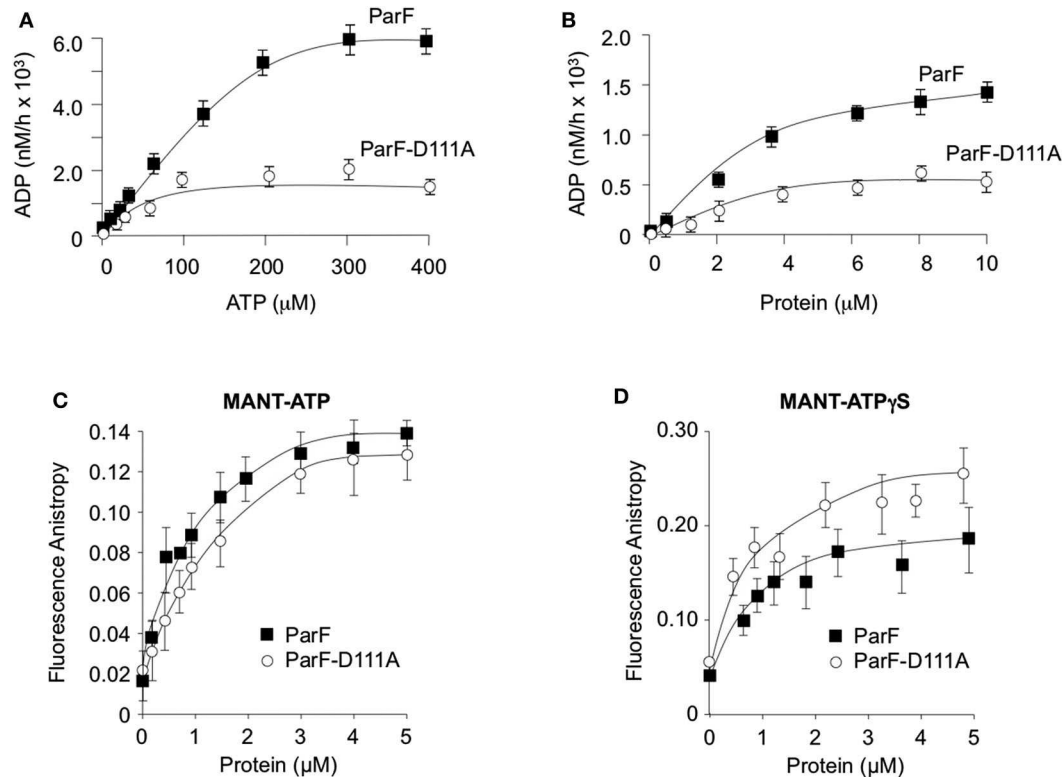 A
ParF
6.0
4.0
2.0
0
ADP (nM/h x 10³)
ParF-D111A
0 100 200 300 400
ATP (μM)
B
2.0
1.5
1.0
0.5
0
ADP (nM/h x 10³)
ParF
ParF-D111A
0 2 4 6 8 10
Protein (μM)
C
MANT-ATP
0.14
0.12
0.10
0.08
0.06
0.04
0.02
0
Fluorescence Anistropy
ParF
ParF-D111A
0 1 2 3 4 5
Protein (μM)
D
MANT-ATPγS
0.30
0.20
0.10
0.00
Fluorescence Anistropy
ParF
ParF-D111A
0 1 2 3 4 5
Protein (μM)